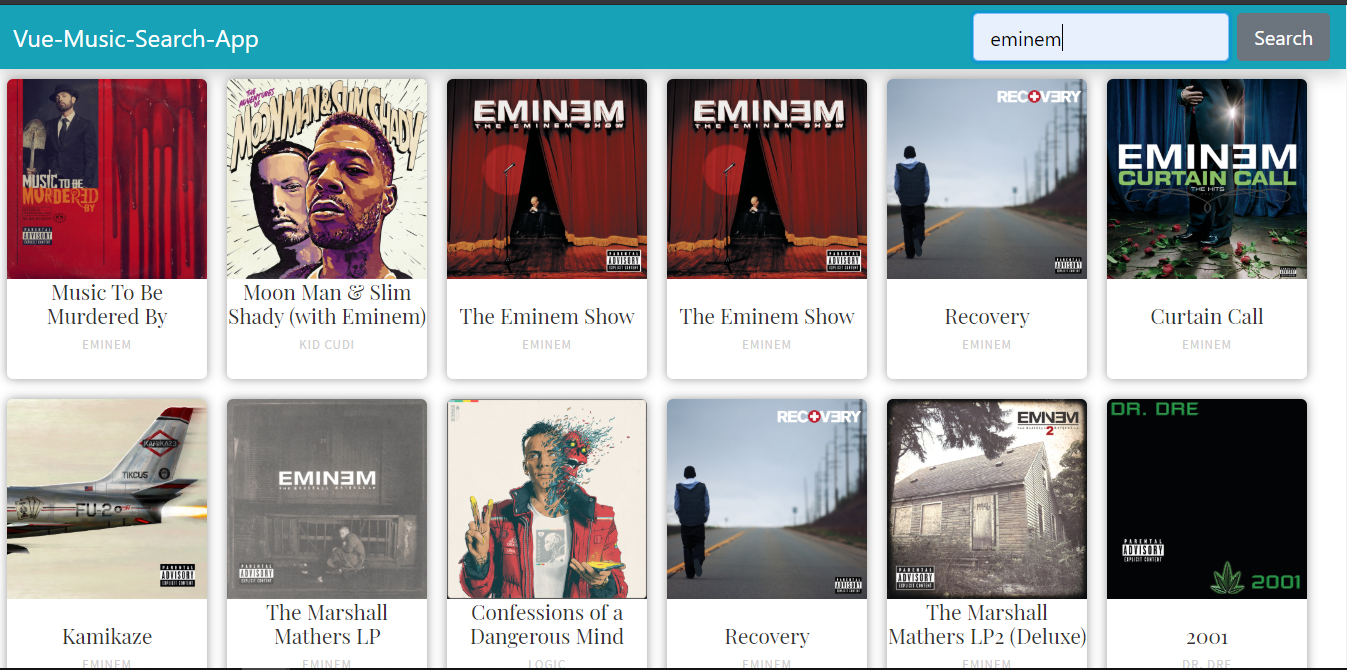 Vue-Music-Search-App
eminem
Search
MUSIC TO BE
MURDERED
BY
PARENTAL
ADVISORY
EXPLICIT CONTENT
THE
ADVENTURES
OF
MOON MAN & SLIM SHADY
EMINEM
THE EMINEM SHOW
PARENTAL
ADVISORY
EXPLICIT CONTENT
EMINEM
THE EMINEM SHOW
PARENTAL
ADVISORY
EXPLICIT CONTENT
RECOVERY
PARENTAL
ADVISORY
EXPLICIT CONTENT
EMINEM
CURTAIN CALL
THE HITS
Music To Be
Murdered By
EMINEM
Moon Man & Slim
Shady (with Eminem)
KID CUDI
The Eminem Show
EMINEM
The Eminem Show
EMINEM
Recovery
EMINEM
Curtain Call
EMINEM
KAMIKAZE
TIKCUS
FU-2
PARENTAL
ADVISORY
EXPLICIT CONTENT
EMINEM
THE MARSHALL MATHERS LP
PARENTAL
ADVISORY
EXPLICIT CONTENT
RECOVERY
PARENTAL
ADVISORY
EXPLICIT CONTENT
EMINEM
2
PARENTAL
ADVISORY
EXPLICIT CONTENT
DR. DRE
PARENTAL
ADVISORY
EXPLICIT CONTENT
2001
Kamikaze
EMINEM
The Marshall
Mathers LP
EMINEM
Confessions of a
Dangerous Mind
LOGIC
Recovery
EMINEM
The Marshall
Mathers LP2 (Deluxe)
EMINEM
2001
DR. DRE